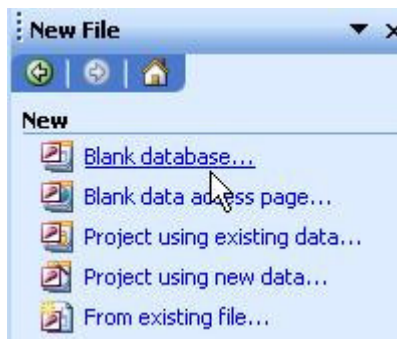 New File
New
Blank database...
Blank data access page...
Project using existing data...
Project using new data...
From existing file...